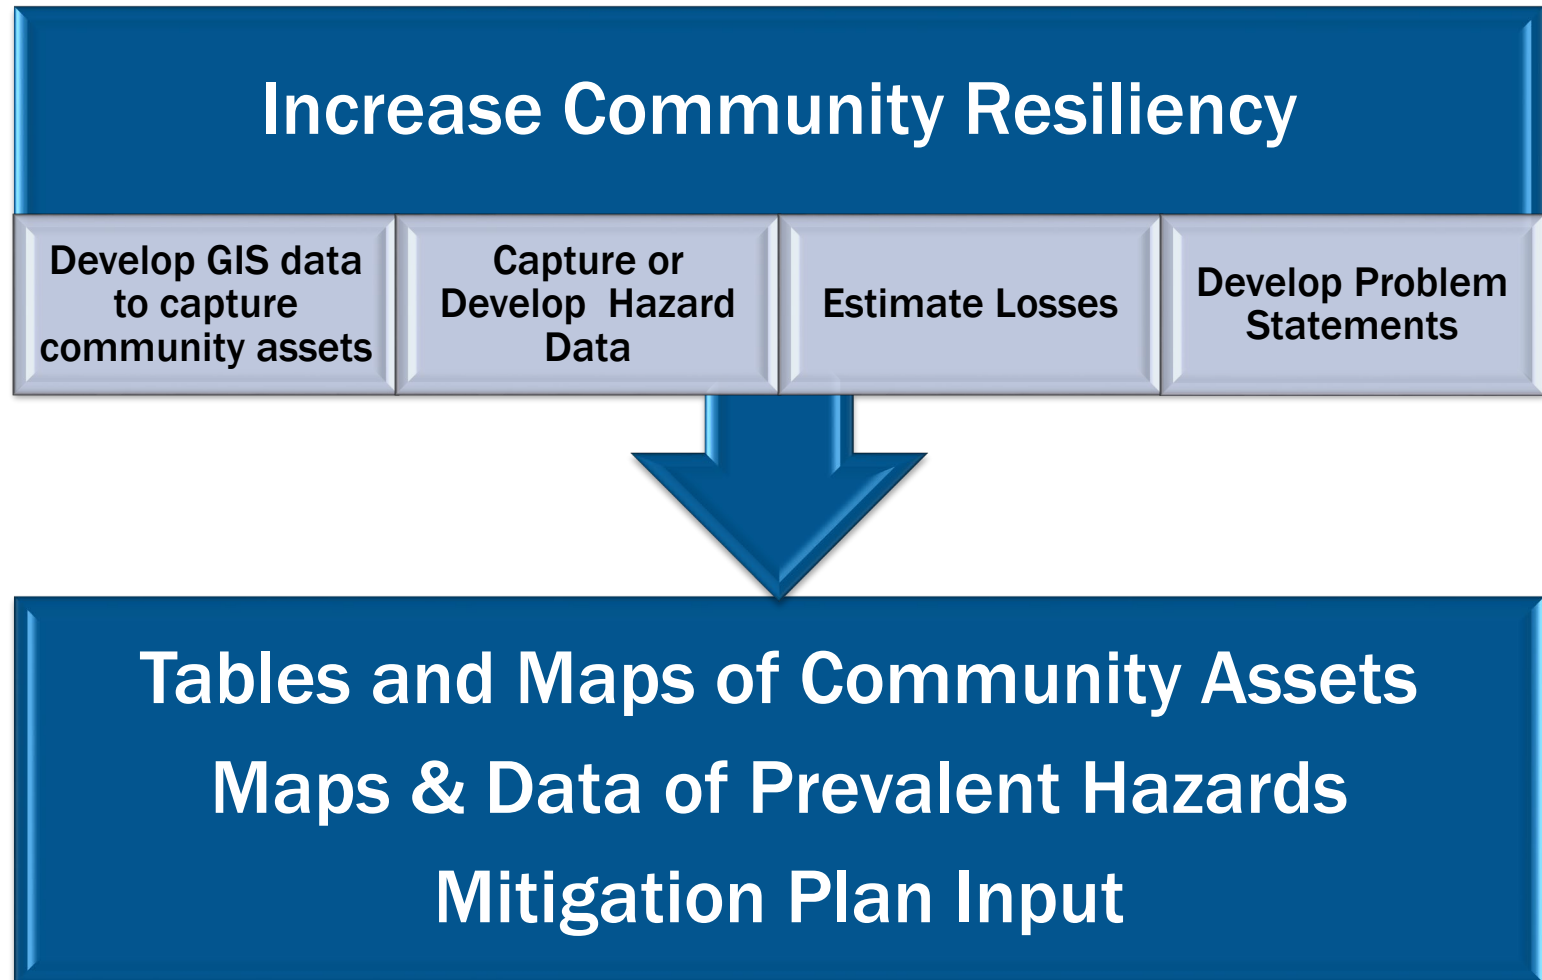 Increase Community Resiliency
Develop GIS data
to capture
community assets
Capture or
Develop  Hazard
Data
Estimate Losses
Develop Problem
Statements
Tables and Maps of Community Assets
Maps & Data of Prevalent Hazards
Mitigation Plan Input